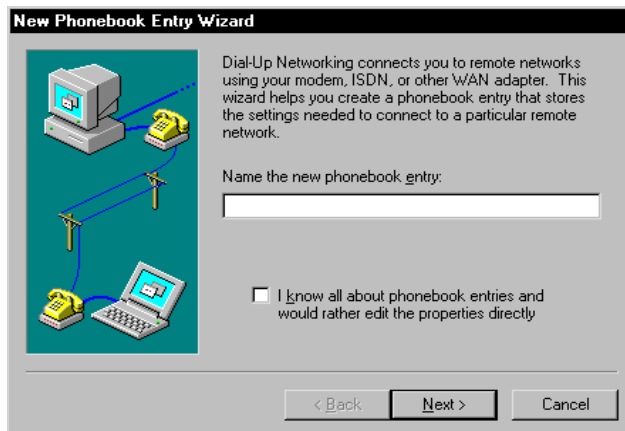 New Phonebook Entry Wizard
Dial-Up Networking connects you to remote networks
using your modem, ISDN, or other WAN adapter. This
wizard helps you create a phonebook entry that stores
the settings needed to connect to a particular remote
network.
Name the new phonebook entry:
I know all about phonebook entries and
would rather edit the properties directly
< Back Next > Cancel